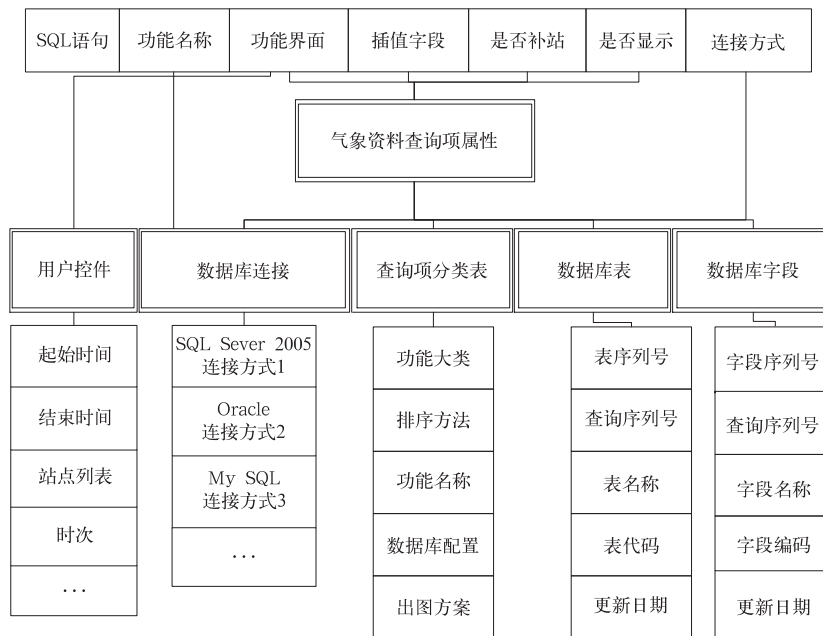 SQL语句
功能名称
功能界面
插值字段
是否补站
是否显示
连接方式
气象资料查询项属性
用户控件
数据库连接
查询项分类表
数据库表
数据库字段
起始时间
结束时间
站点列表
时次
...
SQL Sever 2005
连接方式1
Oracle
连接方式2
My SQL
连接方式3
...
功能大类
排序方法
功能名称
数据库配置
出图方案
表序列号
查询序列号
表名称
表代码
更新日期
字段序列号
查询序列号
字段名称
字段编码
更新日期